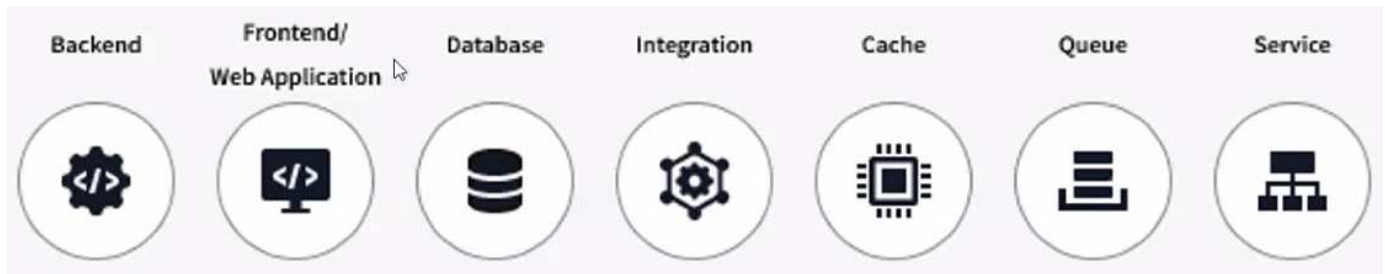 Backend
Frontend/
Web Application
Database
Integration
Cache
Queue
Service
</>
</>